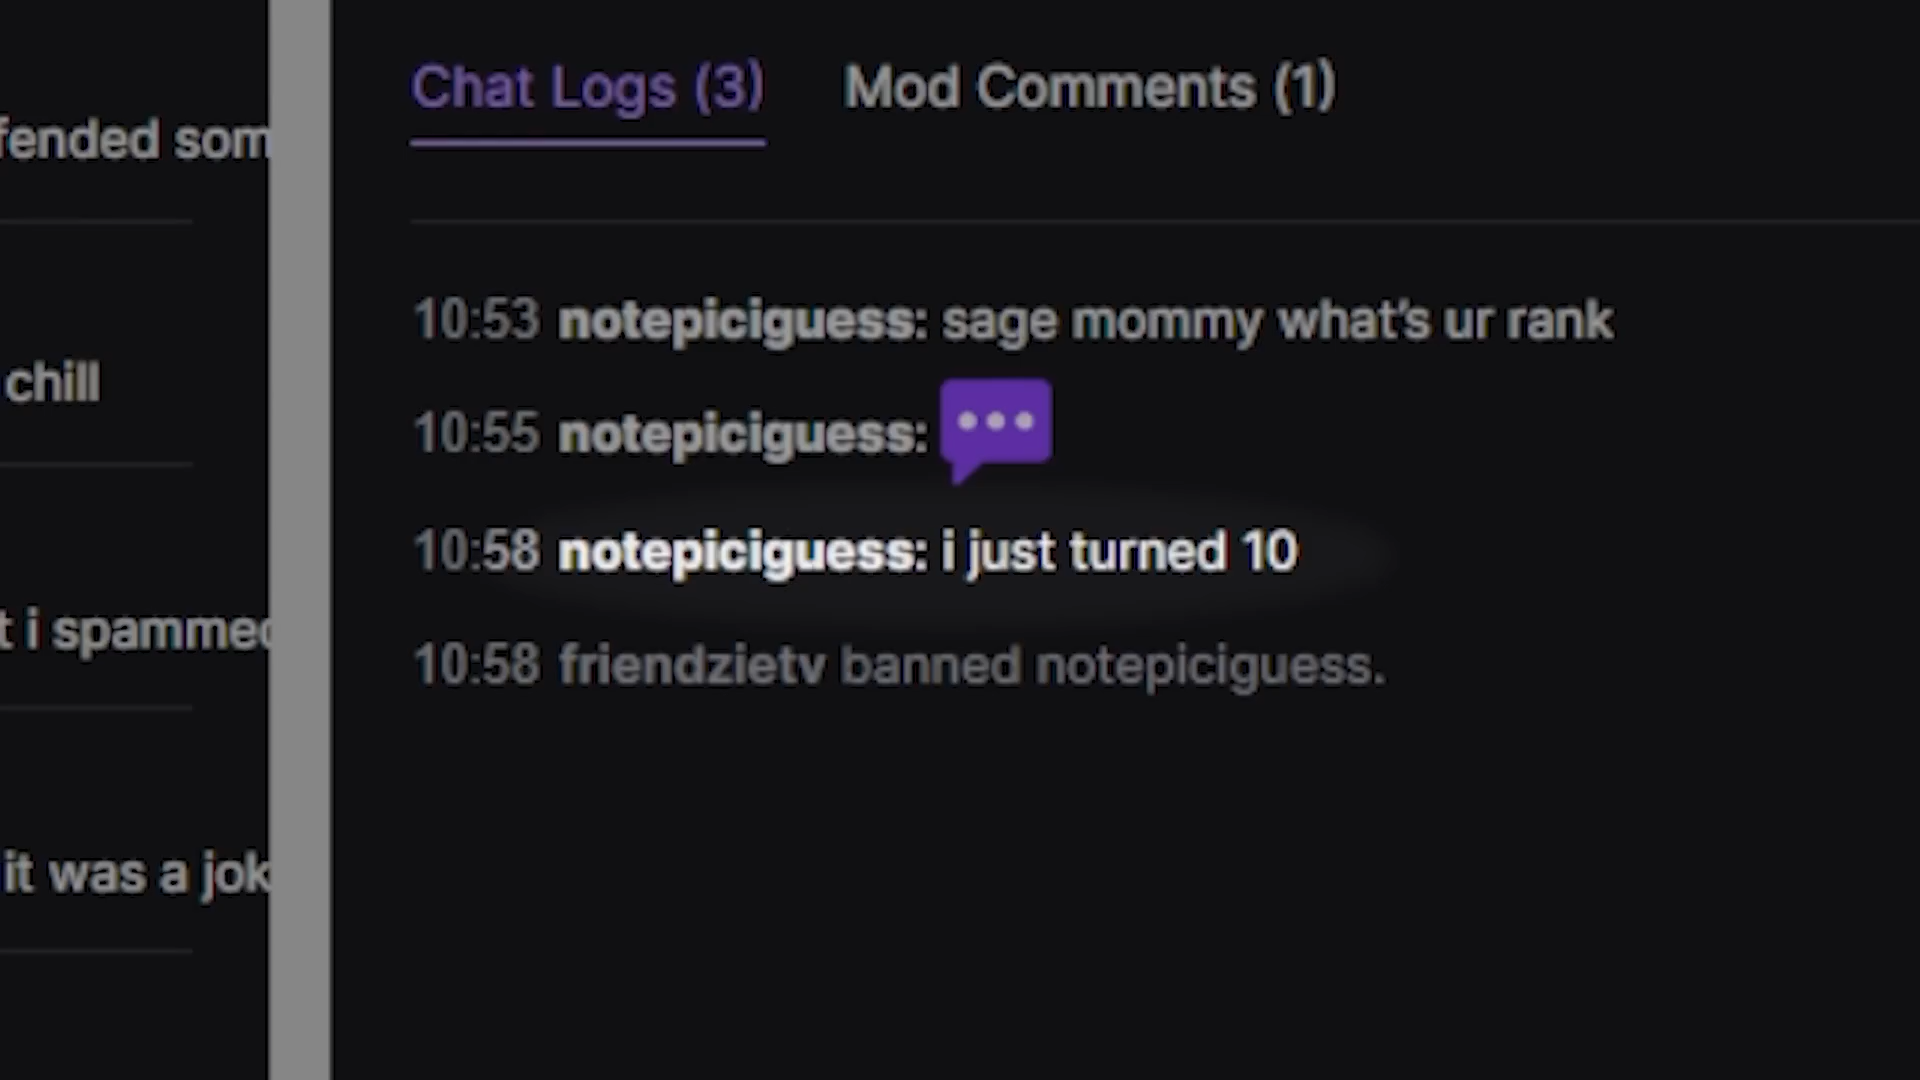 fended som
chill
t i spammed
it was a jok
Chat Logs (3)
Mod Comments (1)
10:53 notepiciguess: sage mommy what's ur rank
10:55 notepiciguess:
10:58 notepiciguess: i just turned 10
10:58 friendzietv banned notepiciguess.